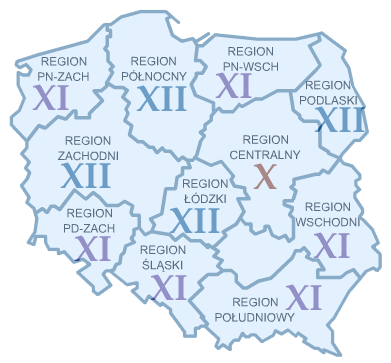 REGION
PN-ZACH
XI
REGION
PÓŁNOCNY
XII
REGION
PN-WSCH
XI
REGION
PODLASKI
XII
REGION
ZACHODNI
XII
REGION
CENTRALNY
X
REGION
ŁÓDZKI
XII
REGION
PD-ZACH
XI
REGION
WSCHODNI
XI
REGION
ŚLĄSKI
XI
REGION
POŁUDNIOWY
XI